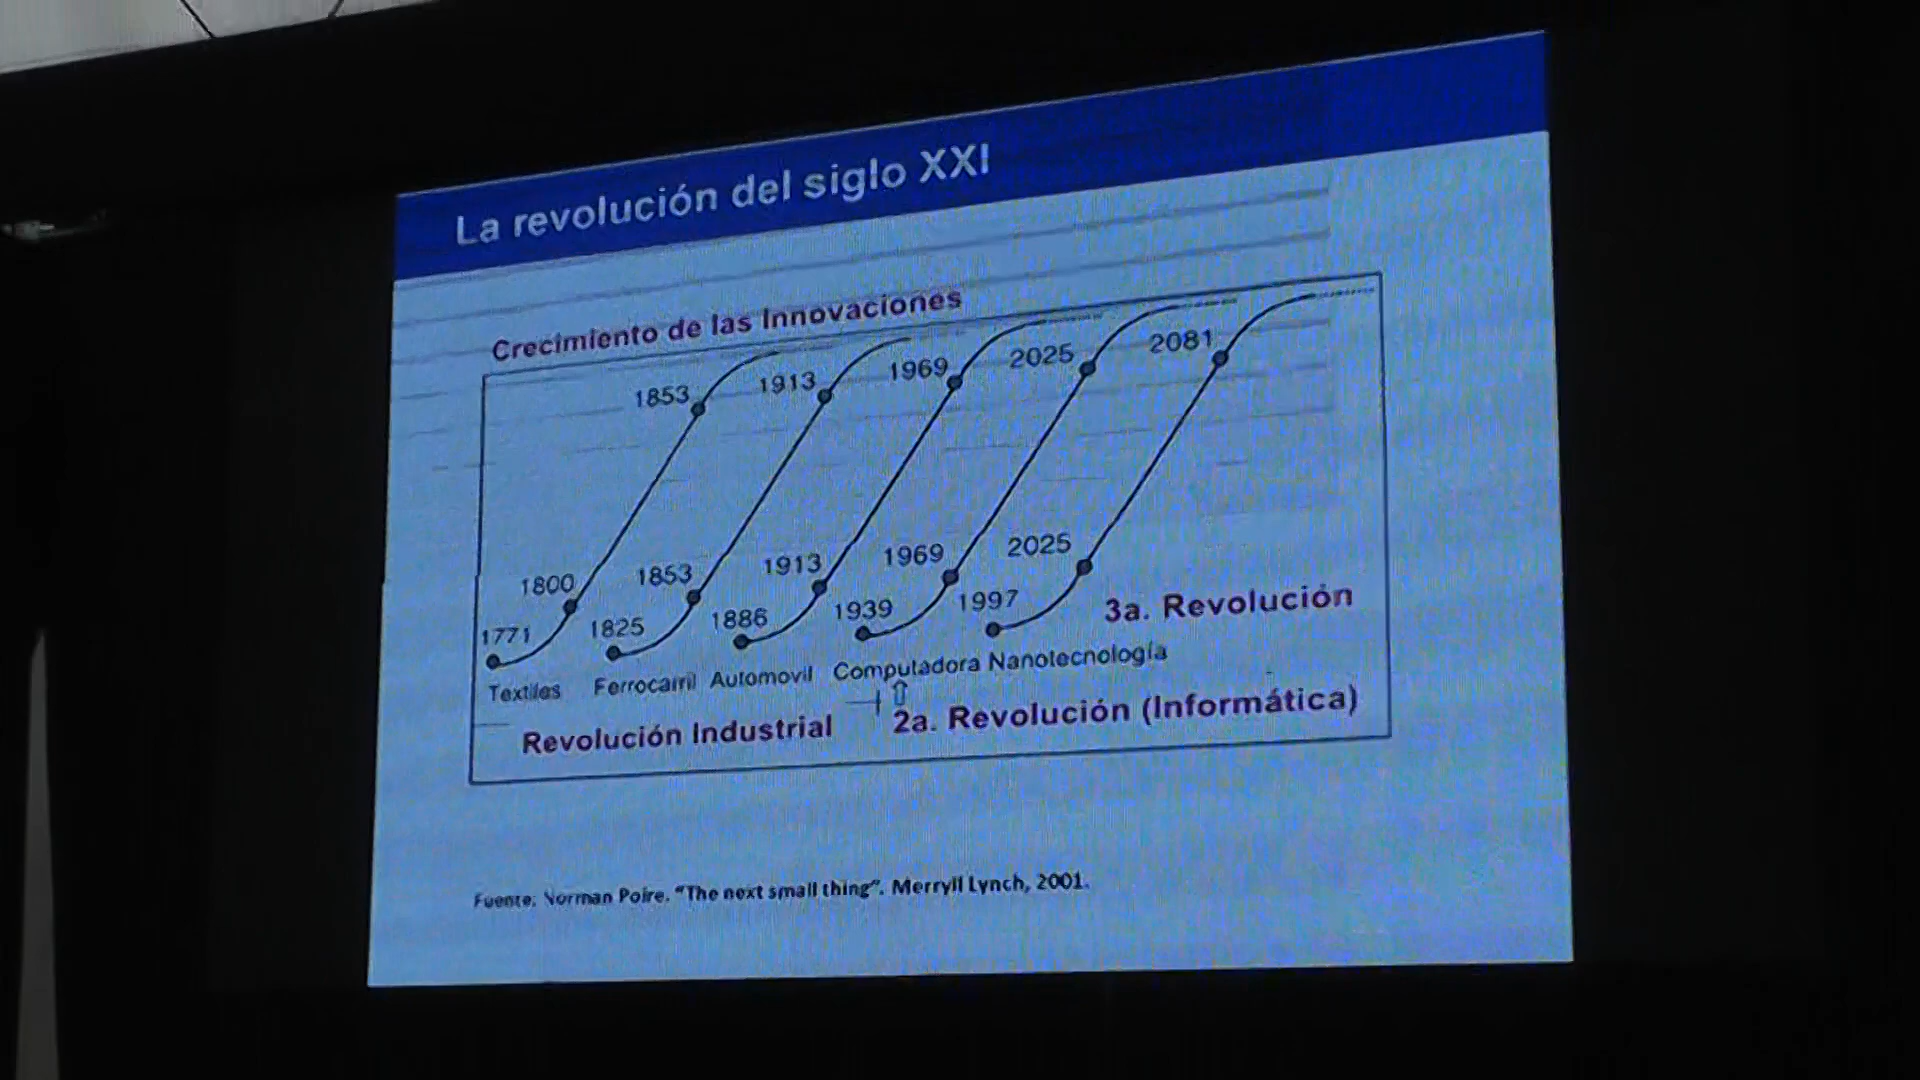 La revolución del siglo XXI
Crecimiento de las Innovaciones
1853 1913 1969 2025 2081
1800 1853 1913 1969 2025
1771 1825 1886 1939 1997
3a. Revolución
Textiles Ferrocarril Automovil Computadora Nanotecnología
Revolución Industrial 2a. Revolución (Informática)
Fuente: Norman Poire. “The next small thing”. Merryll Lynch, 2001.